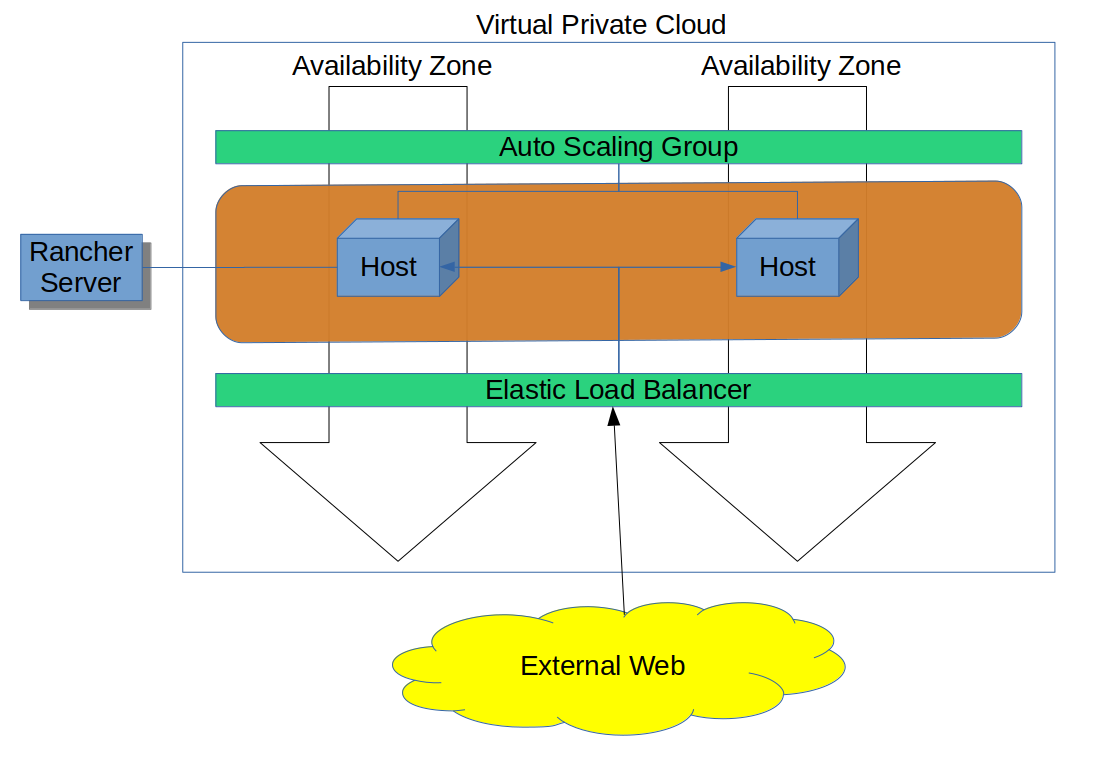 Virtual Private Cloud
Availability Zone
Availability Zone
Auto Scaling Group
Rancher
Server
Host
Host
Elastic Load Balancer
External Web